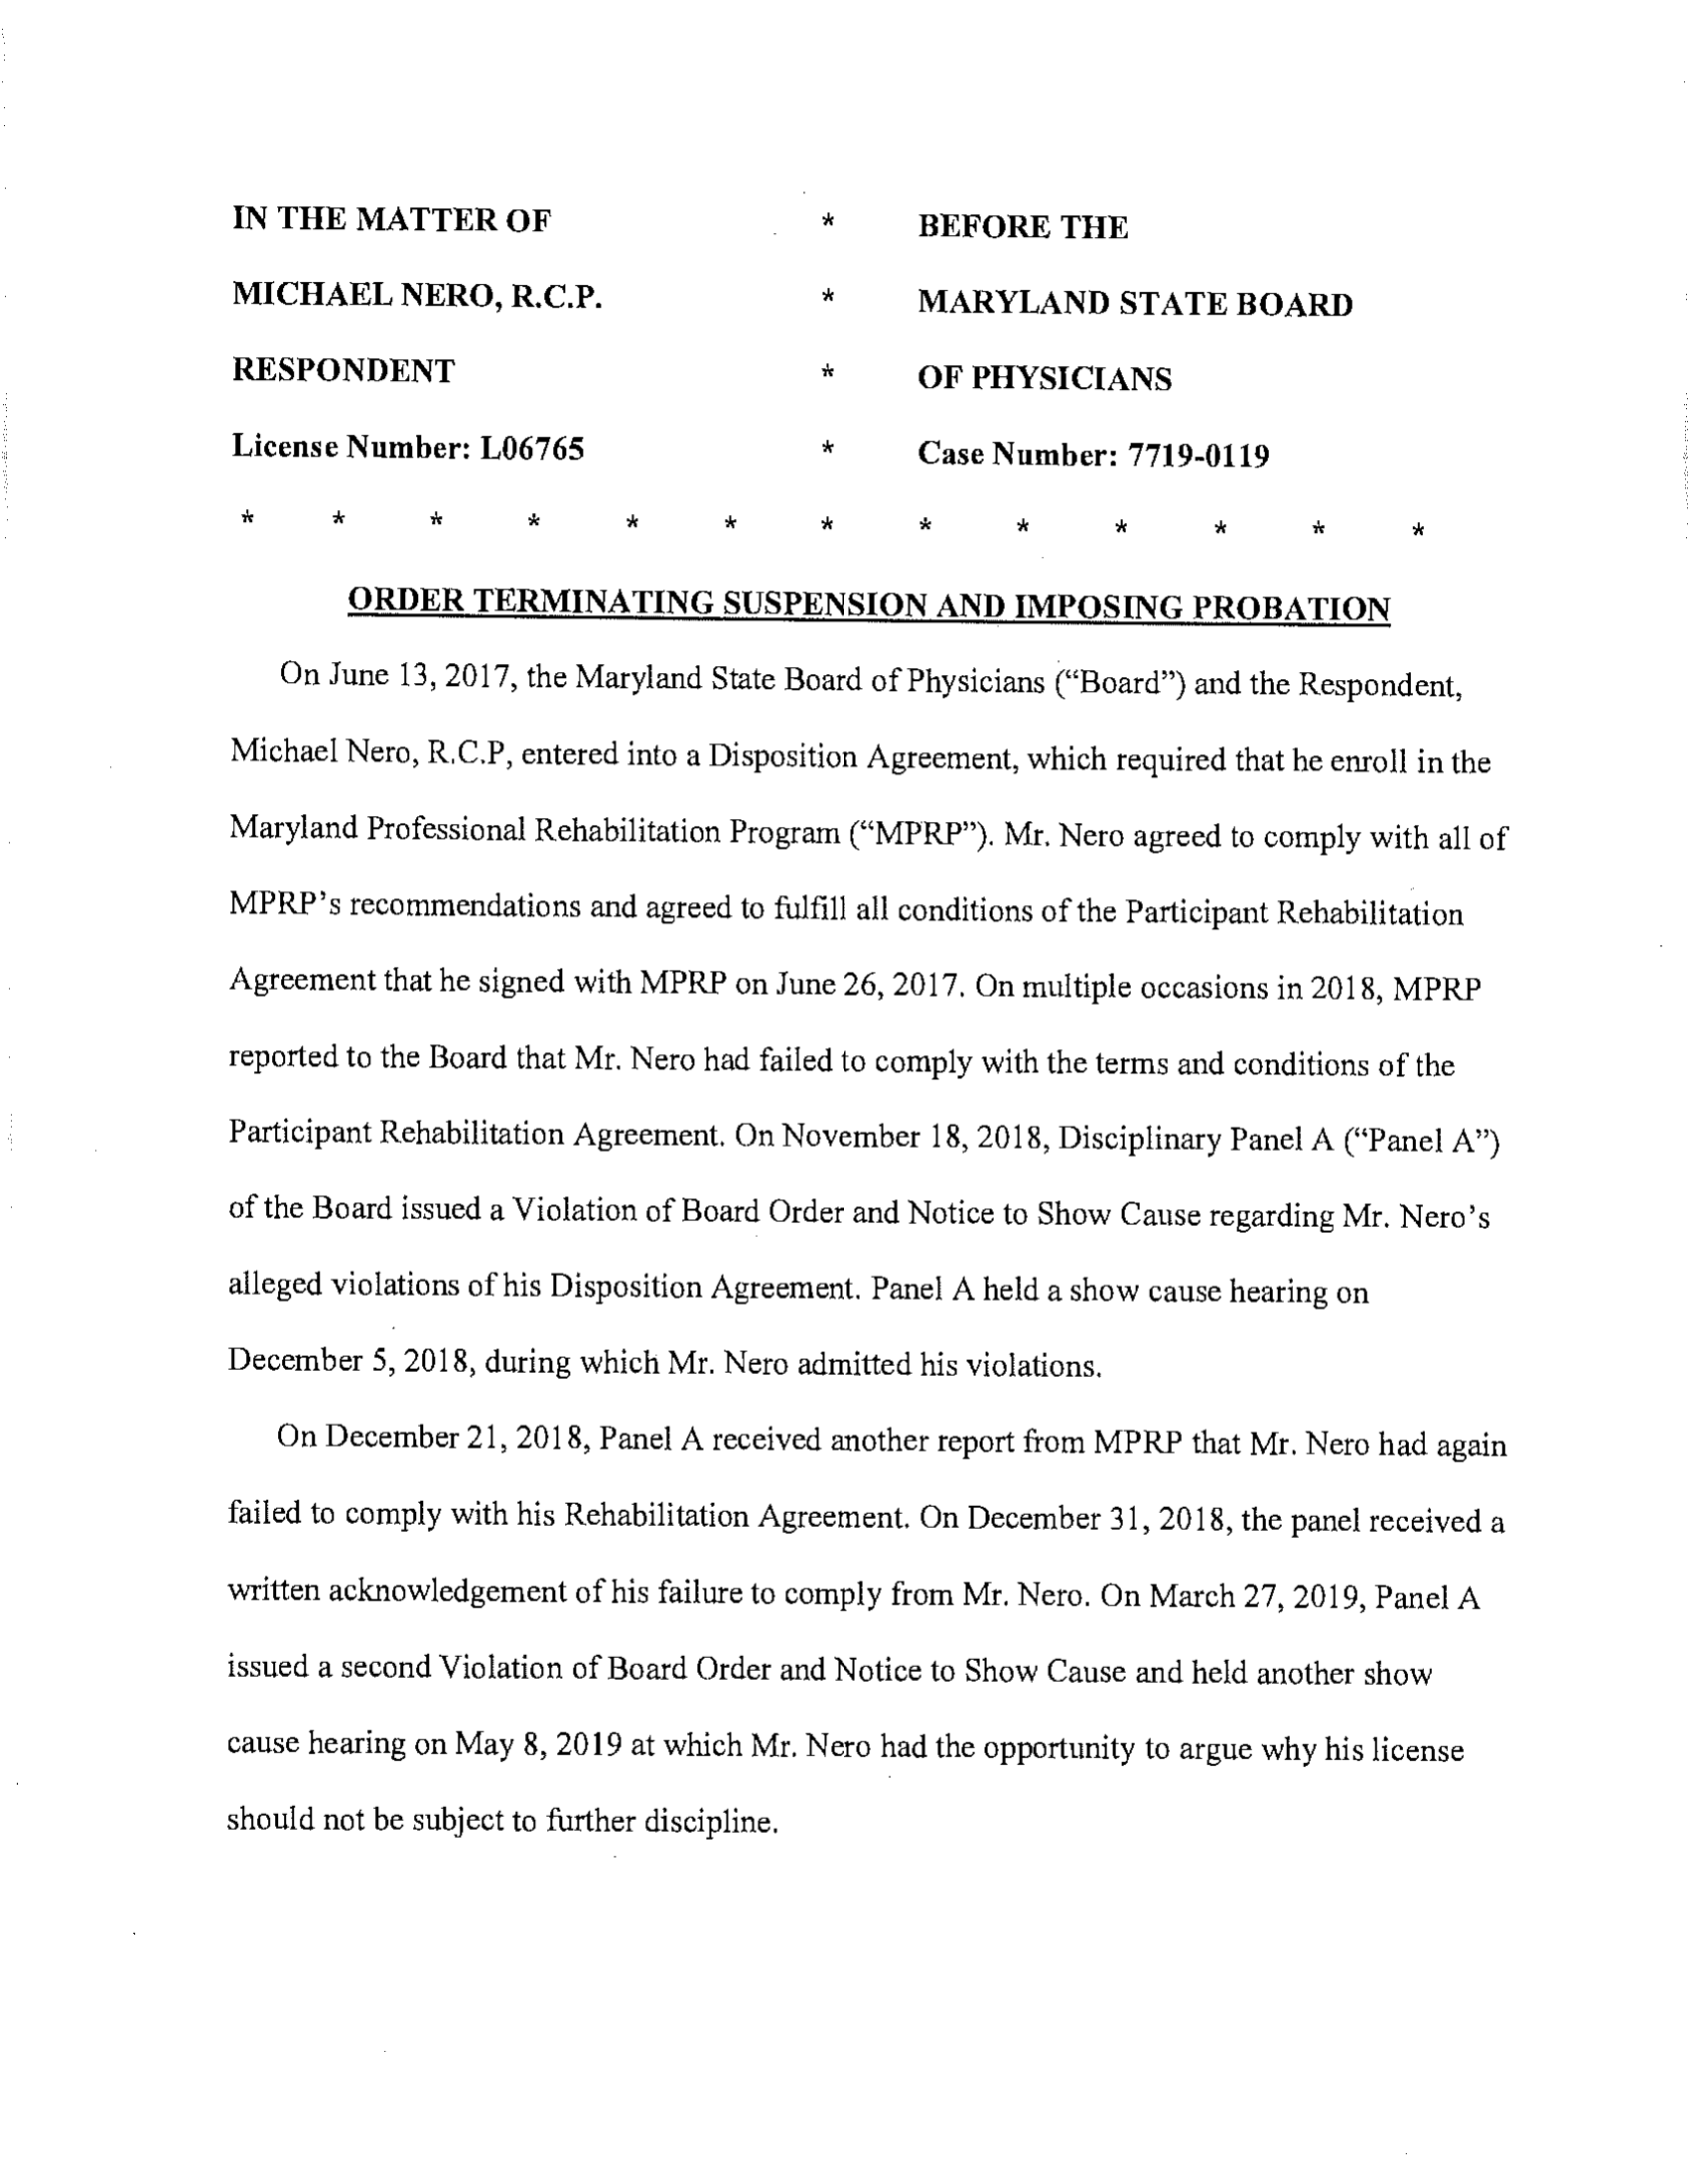 IN THE MATTER OF * BEFORE THE
MICHAEL NERO, R.C.P. * MARYLAND STATE BOARD
RESPONDENT * OF PHYSICIANS
License Number: L06765 * Case Number: 7719-0119
* * * * * * * * * * * * *
ORDER TERMINATING SUSPENSION AND IMPOSING PROBATION
On June 13, 2017, the Maryland State Board of Physicians (“Board”) and the Respondent,
Michael Nero, R.C.P, entered into a Disposition Agreement, which required that he enroll in the
Maryland Professional Rehabilitation Program (“MPRP”). Mr. Nero agreed to comply with all of
MPRP’s recommendations and agreed to fulfill all conditions of the Participant Rehabilitation
Agreement that he signed with MPRP on June 26, 2017. On multiple occasions in 2018, MPRP
reported to the Board that Mr. Nero had failed to comply with the terms and conditions of the
Participant Rehabilitation Agreement. On November 18, 2018, Disciplinary Panel A (“Panel A”)
of the Board issued a Violation of Board Order and Notice to Show Cause regarding Mr. Nero’s
alleged violations of his Disposition Agreement. Panel A held a show cause hearing on
December 5, 2018, during which Mr. Nero admitted his violations.
On December 21, 2018, Panel A received another report from MPRP that Mr. Nero had again
failed to comply with his Rehabilitation Agreement. On December 31, 2018, the panel received a
written acknowledgement of his failure to comply from Mr. Nero. On March 27, 2019, Panel A
issued a second Violation of Board Order and Notice to Show Cause and held another show
cause hearing on May 8, 2019 at which Mr. Nero had the opportunity to argue why his license
should not be subject to further discipline.